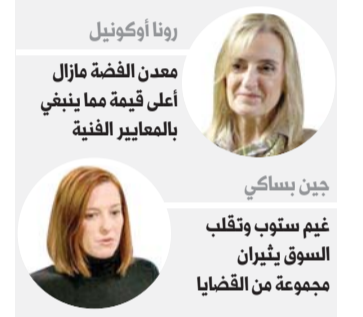 رونا أوكونيل
معدن الفضة مازال
أعلى قيمة مما ينبغي
بالمعايير الفنية
جين بساكي
غيم ستوب وتقلب
السوق يثيران
مجموعة من القضايا